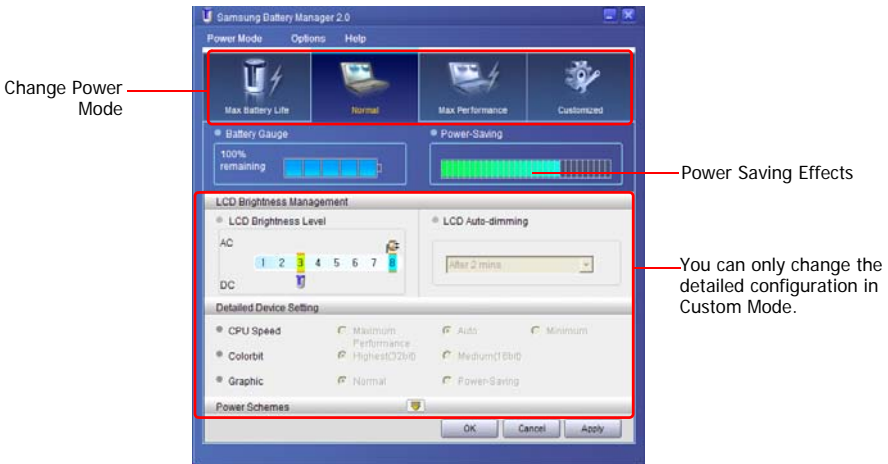 Samsung Battery Manager 2.0
Power Mode Options Help
Change Power
Mode
Max Battery Life Normal Max Performance Customized
Battery Gauge Power-Saving
100%
remaining
Power Saving Effects
LCD Brightness Management
LCD Brightness Level LCD Auto-dimming
AC
1 2 3 4 5 6 7 8
After 2 mins
DC
You can only change the
detailed configuration in
Custom Mode.
Detailed Device Setting
CPU Speed Maximum Auto Minimum
Performance
Colorbit Highest(32bit) Medium(16bit)
Graphic Normal Power-Saving
Power Schemes
OK Cancel Apply